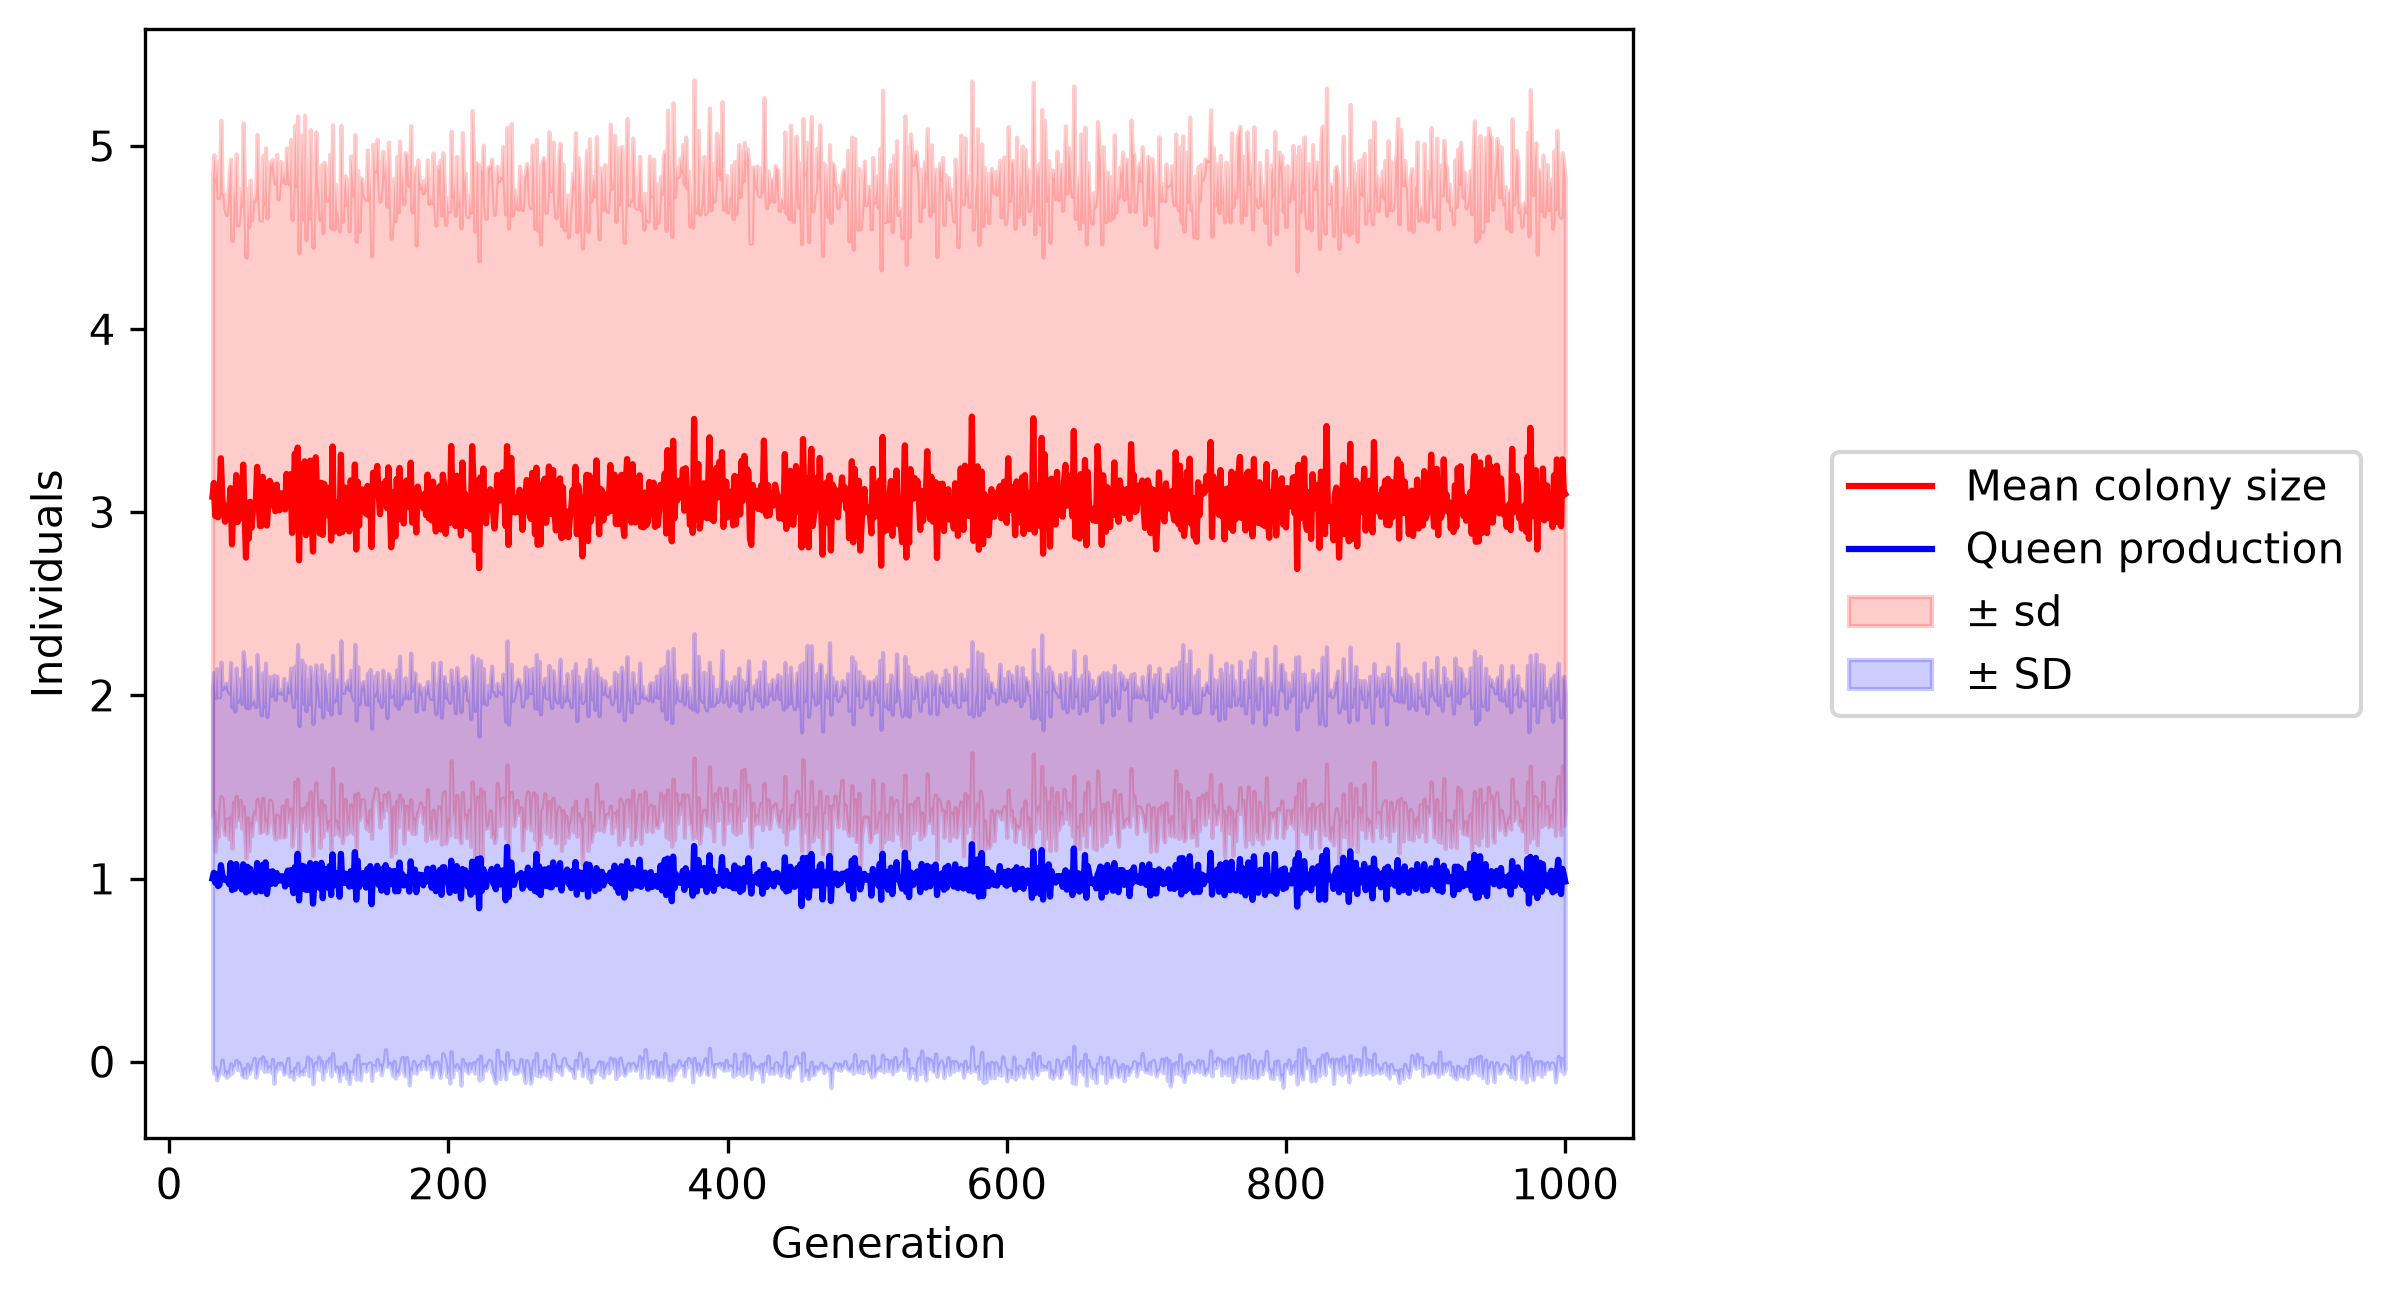 5
4
3
2
1
0
Individuals
0 200 400 600 800 1000
Generation
Mean colony size
Queen production
± sd
± SD